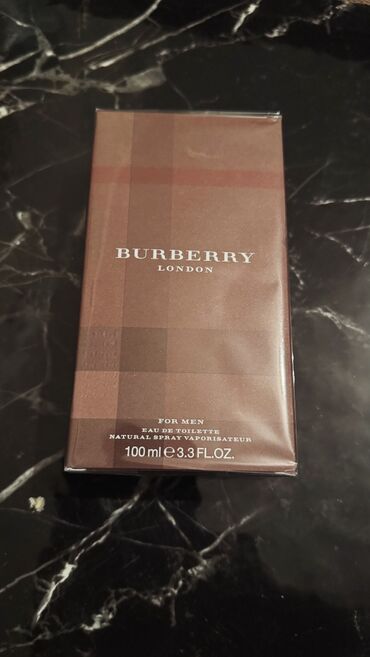 BURBERRY
LONDON
FOR MEN
EAU DE TOILETTE
NATURAL SPRAY VAPORISATEUR
100 ml ℮ 3.3 FL.OZ.